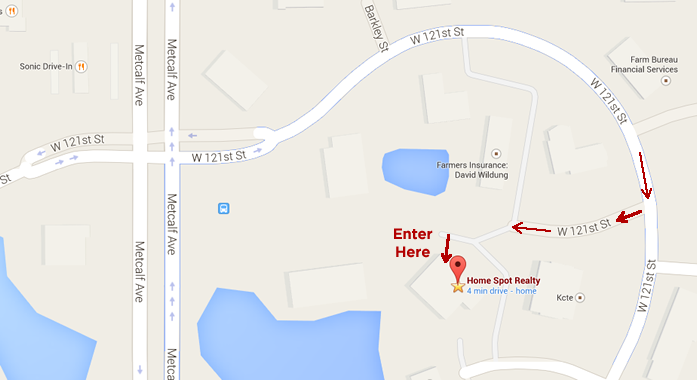 Barkley St
W 121st St
Metcalf Ave
Metcalf Ave
Sonic Drive-In
W 121st St
Farm Bureau
Financial Services
W 121st St
W 121st St
St
Farmers Insurance:
David Wildung
Metcalf Ave
Enter
Here
W 121st St
Metcalf Ave
Home Spot Realty
4 min drive - home
Kcte
W 121st St
Metca